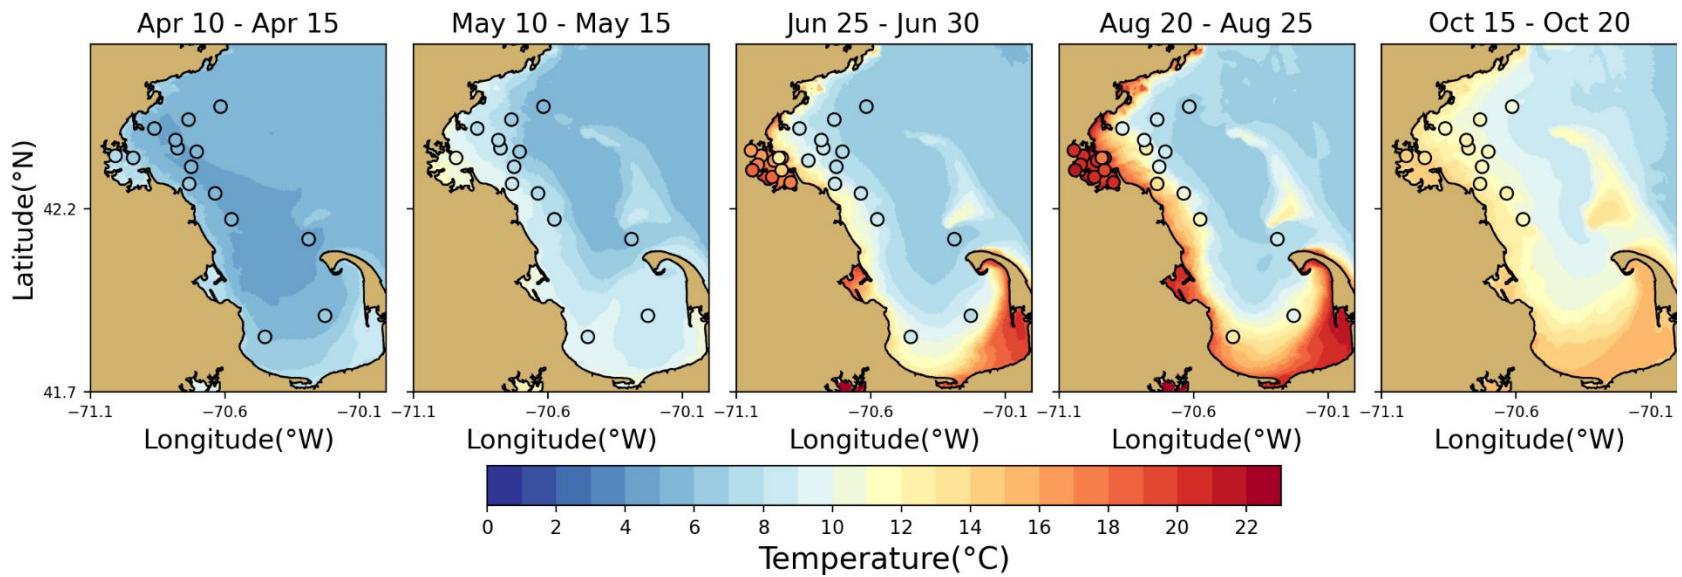 Apr 10 - Apr 15
May 10 - May 15
Jun 25 - Jun 30
Aug 20 - Aug 25
Oct 15 - Oct 20
Latitude(°N)
42.2
41.7
−71.1 −70.6 −70.1
−71.1 −70.6 −70.1
−71.1 −70.6 −70.1
−71.1 −70.6 −70.1
−71.1 −70.6 −70.1
Longitude(°W)
Longitude(°W)
Longitude(°W)
Longitude(°W)
Longitude(°W)
0 2 4 6 8 10 12 14 16 18 20 22
Temperature(°C)